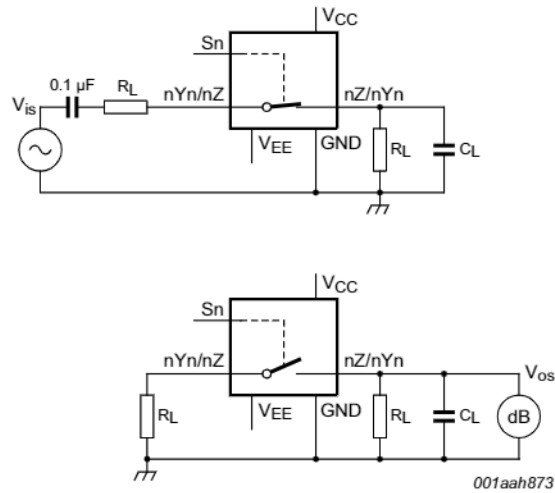 VCC
Sn
0.1 µF
RL
nYn/nZ
nZ/nYn
Vis
RL
CL
VEE
GND
VCC
Sn
nYn/nZ
nZ/nYn
Vos
RL
VEE
GND
RL
CL
dB
001aah873